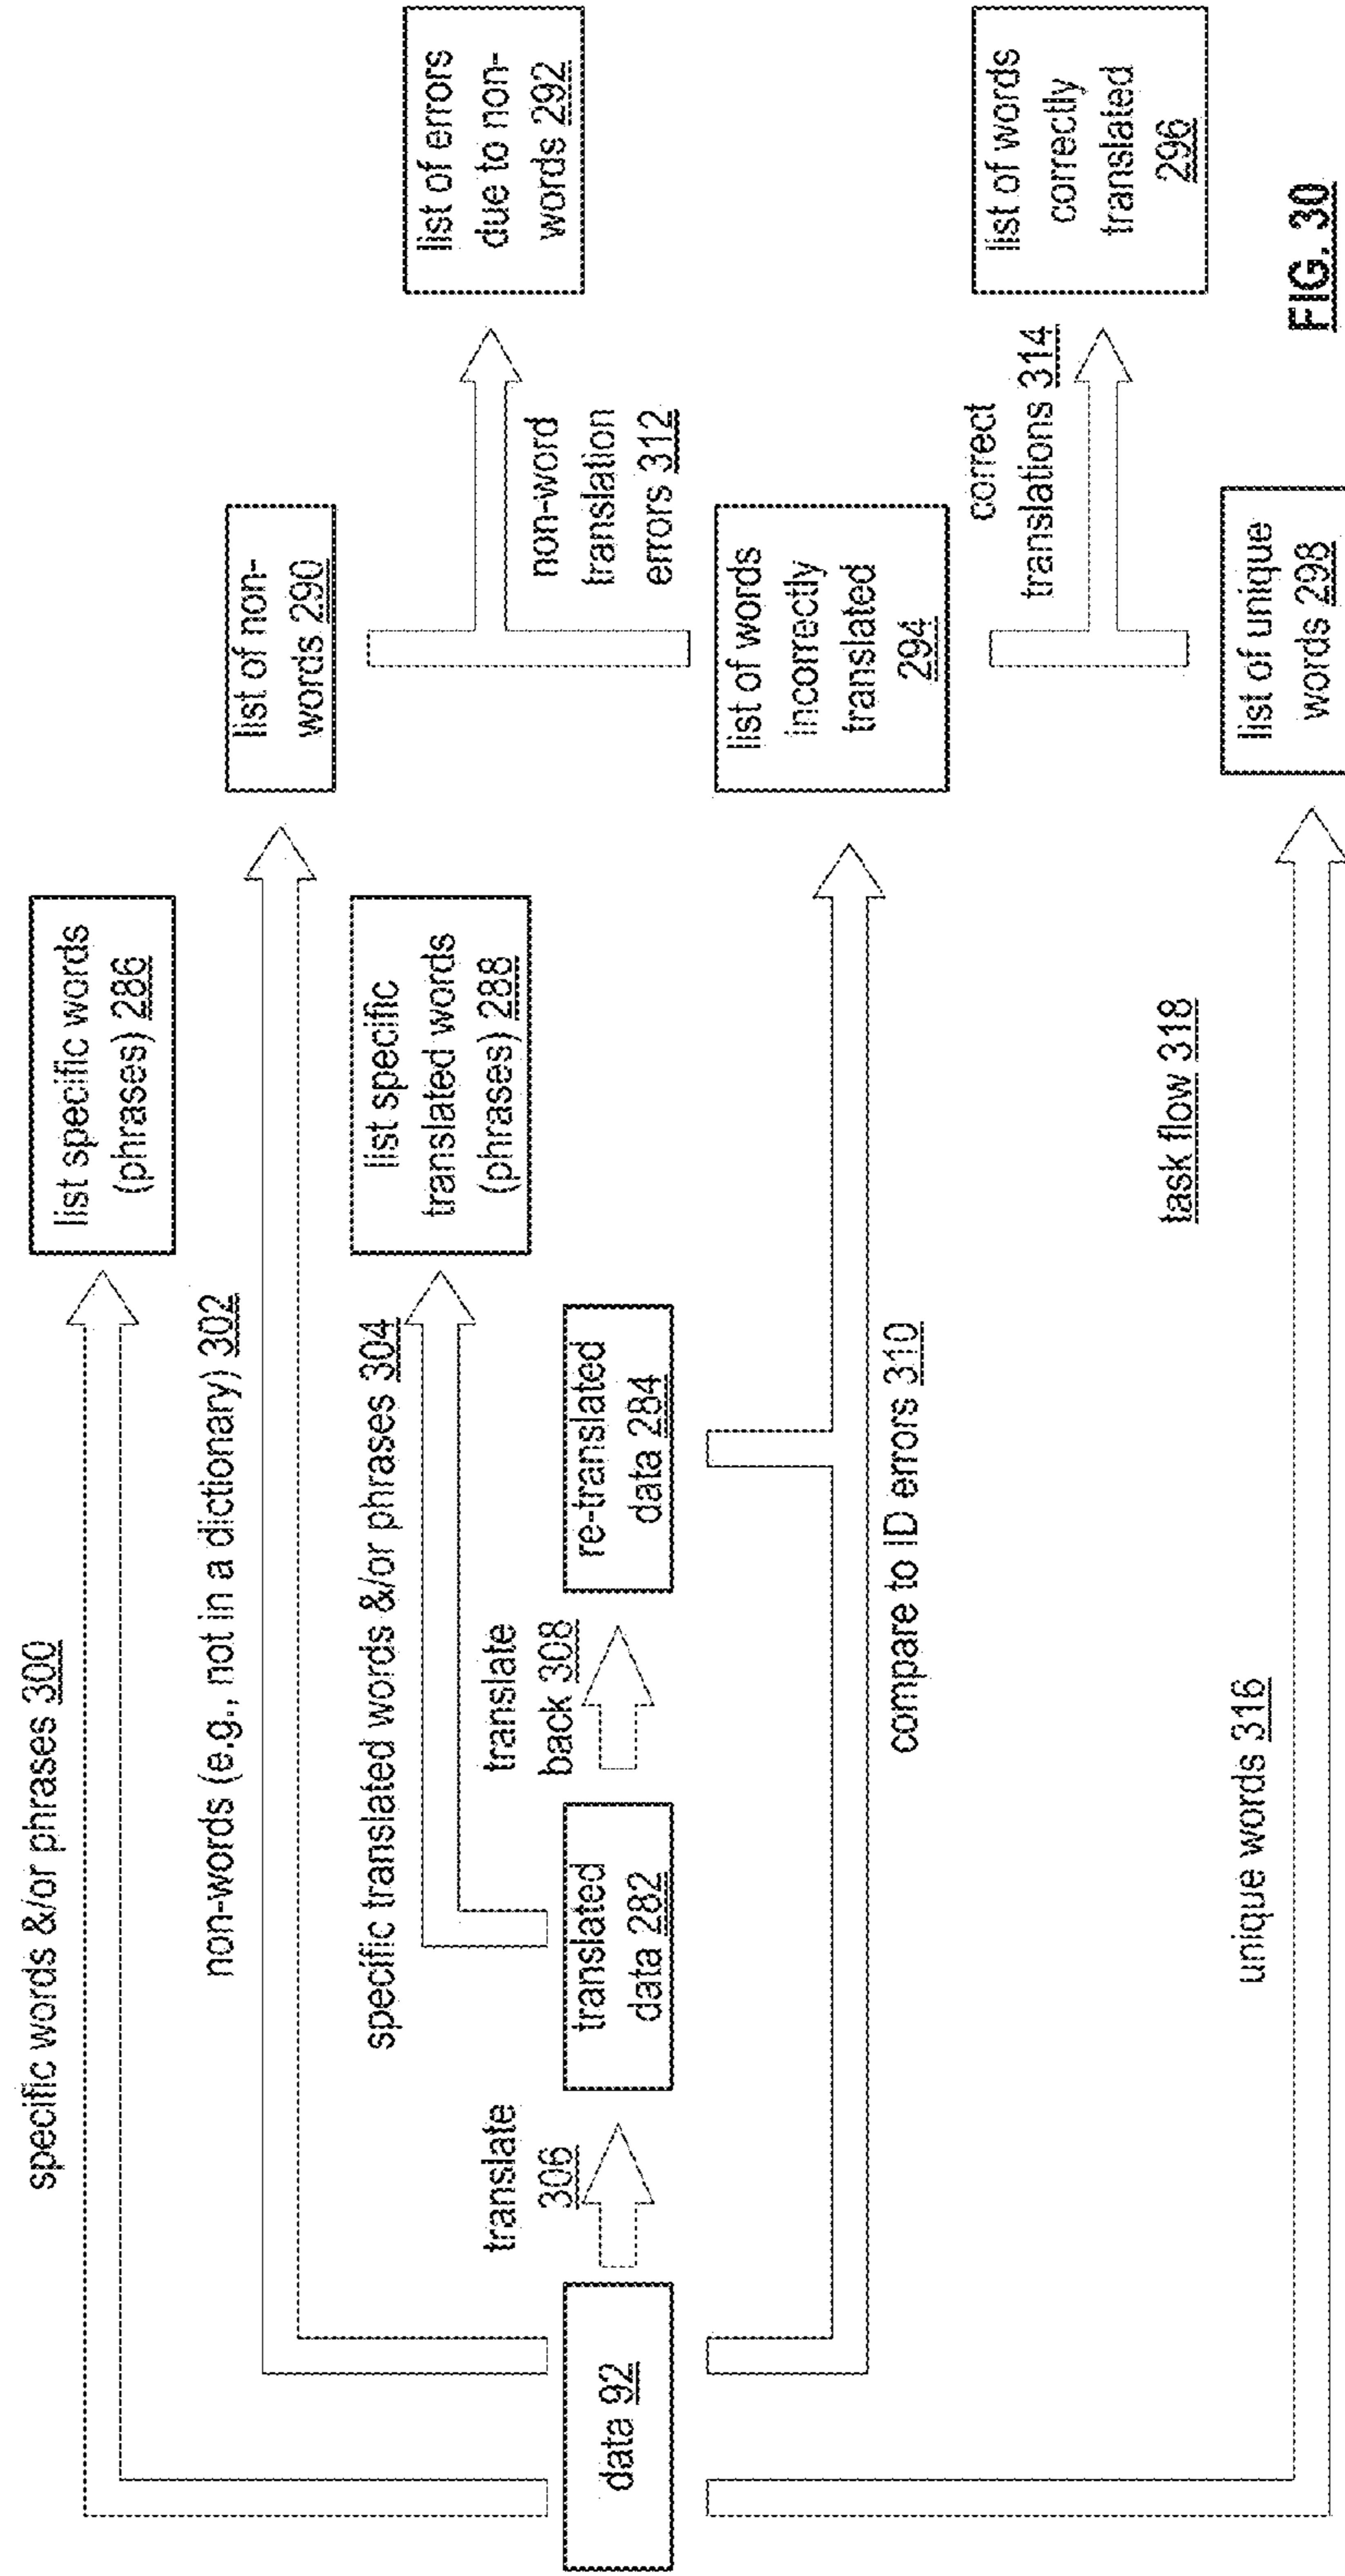 specific words &/or phrases 300
list specific words
(phrases) 286
non-words (e.g., not in a dictionary) 302
list of non-
words 290
specific translated words &/or phrases 304
list specific
translated words
(phrases) 288
list of errors
due to non-
words 292
non-word
translation
errors 312
data 92
translate
306
translated
data 282
translate
back 308
re-translated
data 284
compare to ID errors 310
list of words
incorrectly
translated
294
correct
translations 314
list of words
correctly
translated
296
unique words 316
task flow 318
list of unique
words 298
FIG. 30